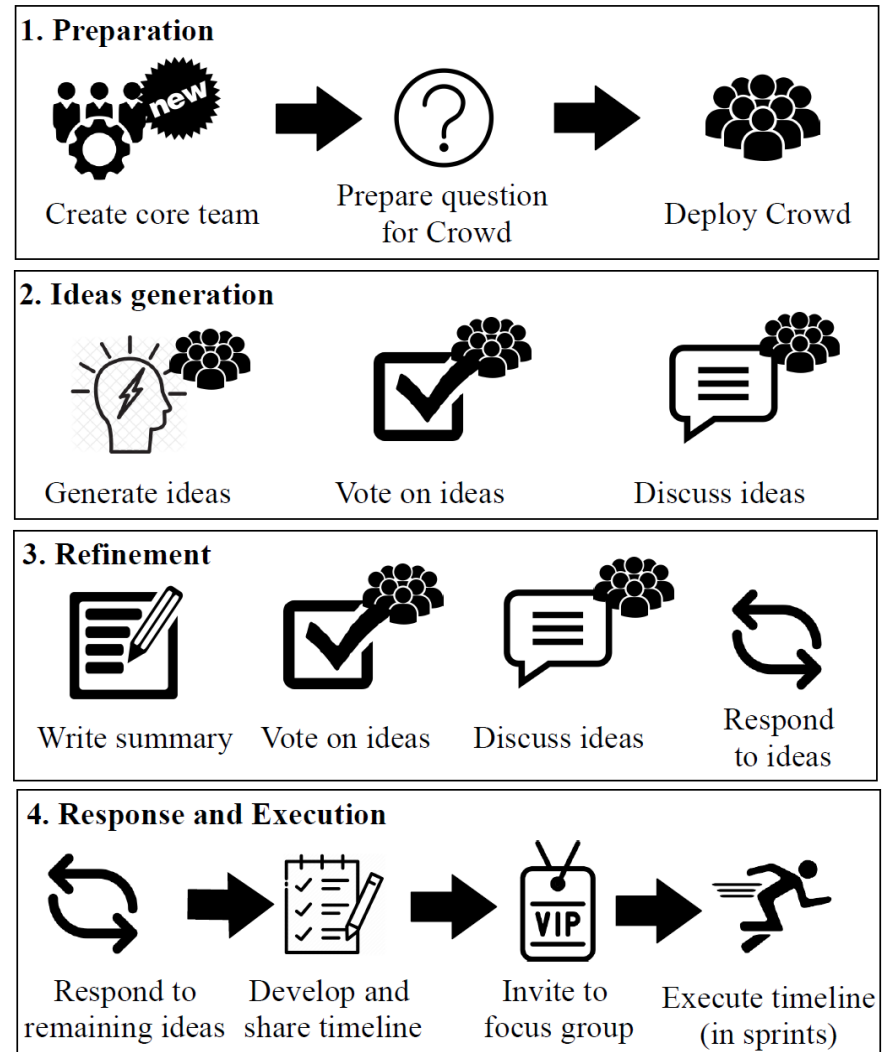 1. Preparation
new
Create core team
Prepare question
for Crowd
Deploy Crowd
2. Ideas generation
Generate ideas
Vote on ideas
Discuss ideas
3. Refinement
Write summary
Vote on ideas
Discuss ideas
Respond
to ideas
4. Response and Execution
Respond to
remaining ideas
Develop and
share timeline
VIP
Invite to
focus group
Execute timeline
(in sprints)